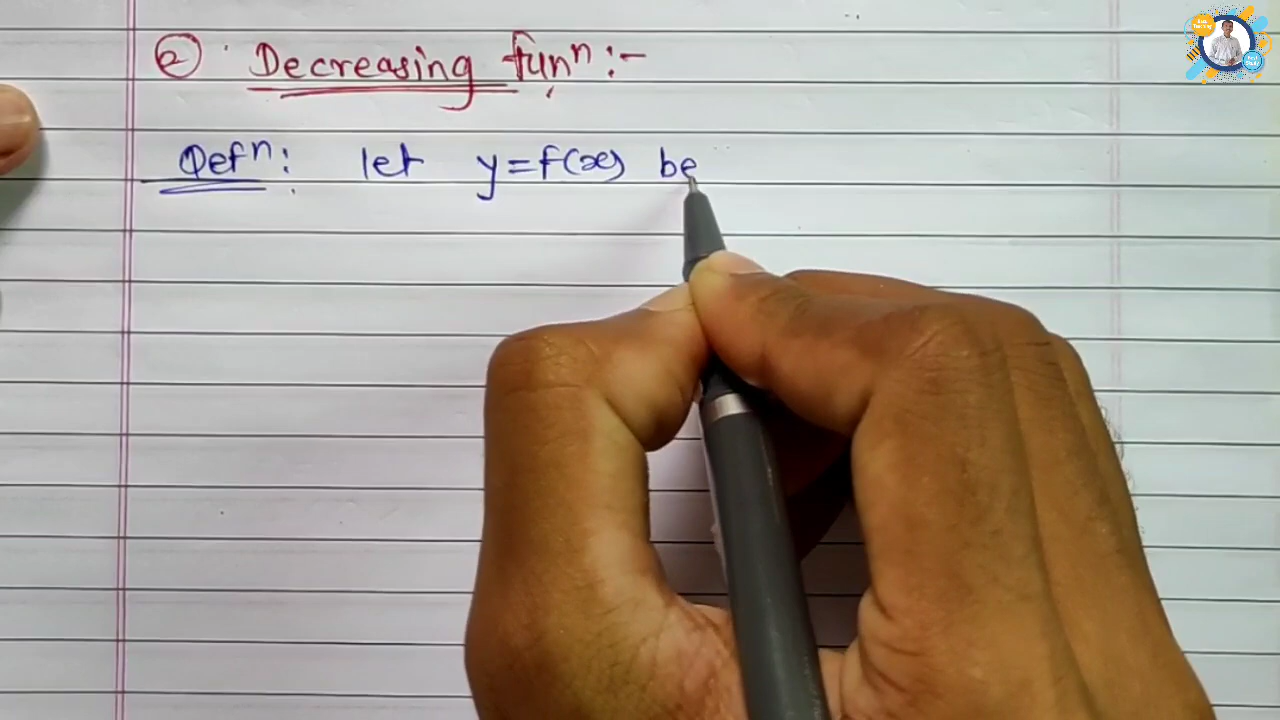 ② Decreasing funⁿ :-
Defⁿ : let y=f(x) be